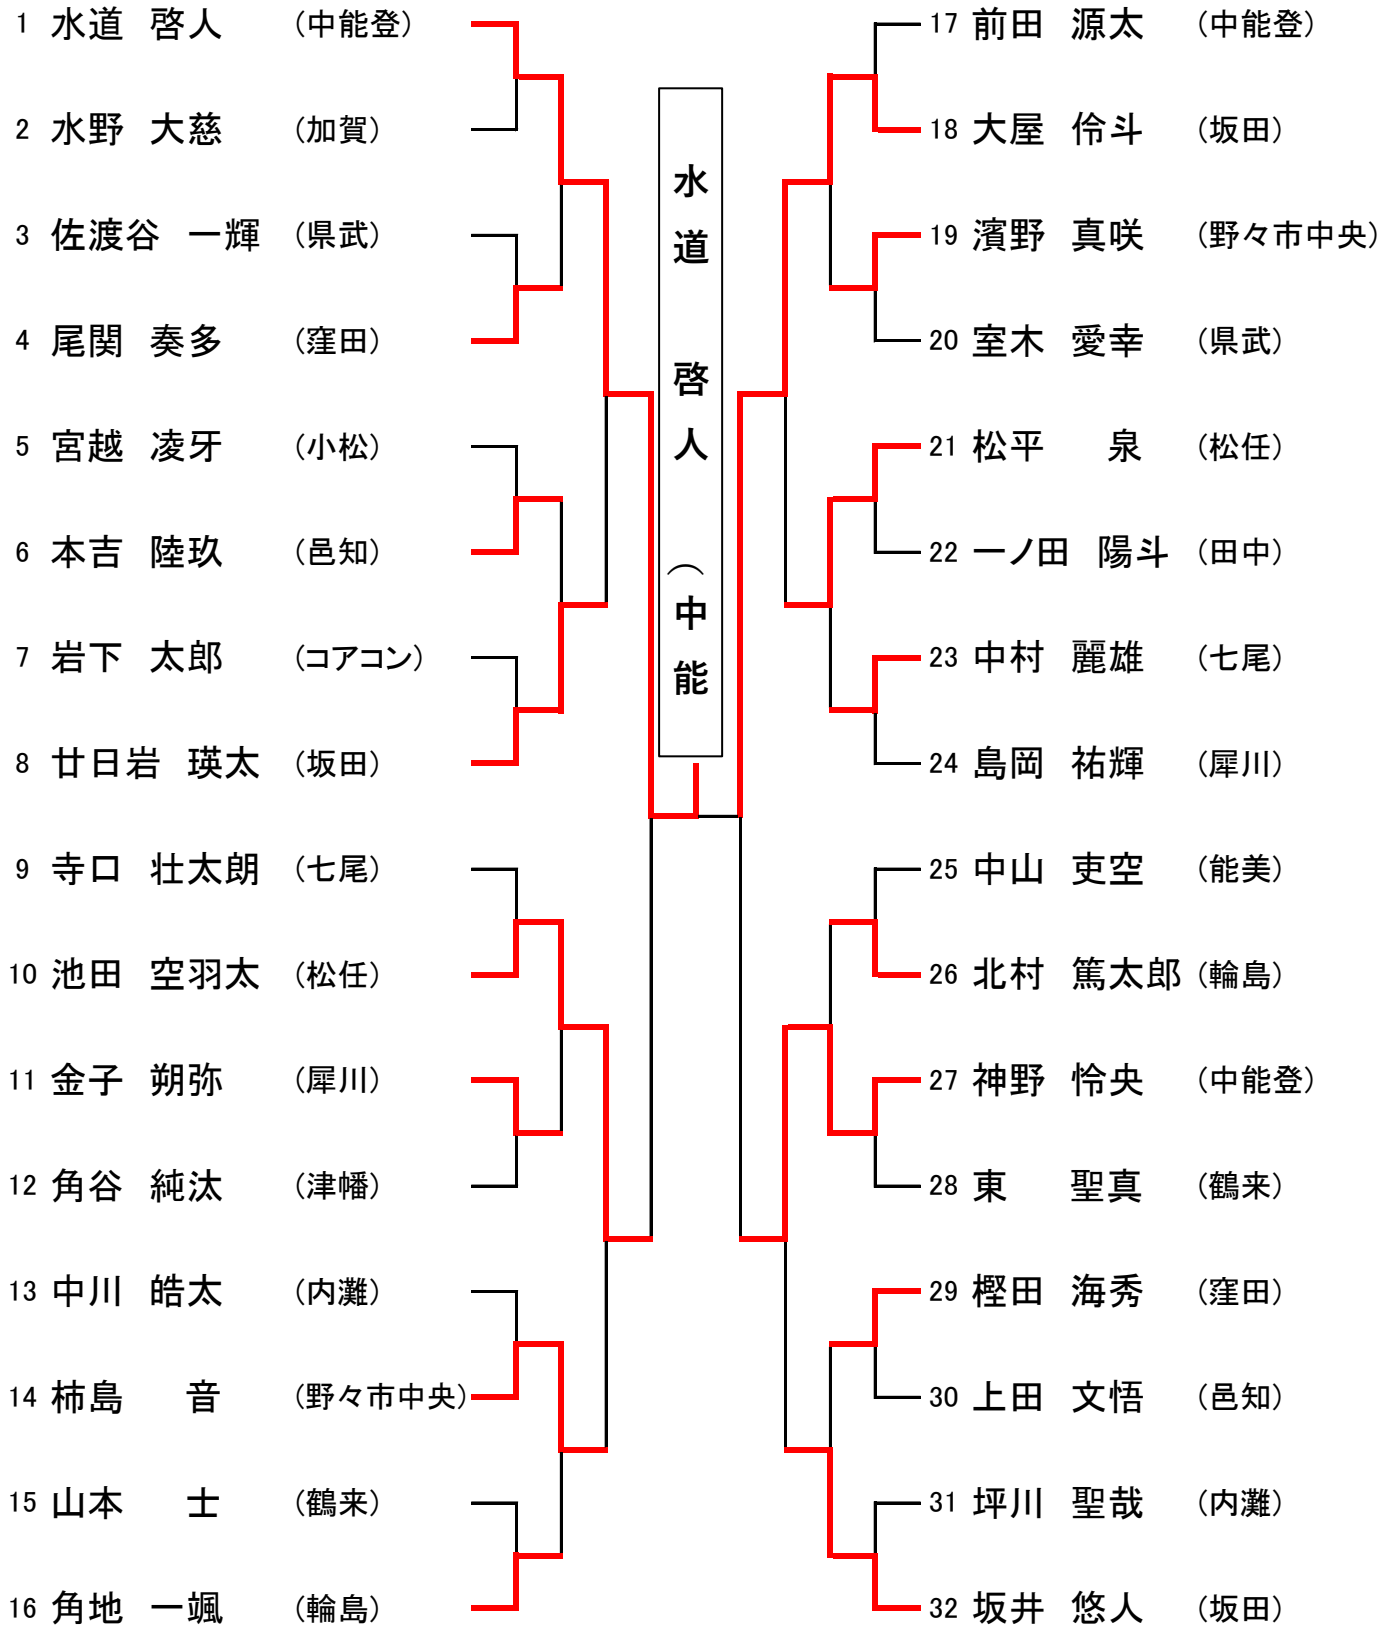 1 水道 啓人 (中能登)
2 水野 大慈 (加賀)
3 佐渡谷 一輝 (県武)
4 尾関 奏多 (窪田)
5 宮越 凌牙 (小松)
6 本吉 陸玖 (邑知)
7 岩下 太郎 (コアコン)
8 廿日岩 瑛太 (坂田)
9 寺口 壮太朗 (七尾)
10 池田 空羽太 (松任)
11 金子 朔弥 (犀川)
12 角谷 純汰 (津幡)
13 中川 皓太 (内灘)
14 柿島 音 (野々市中央)
15 山本 士 (鶴来)
16 角地 一颯 (輪島)
水道 啓人 (中能
17 前田 源太 (中能登)
18 大屋 伶斗 (坂田)
19 濱野 真咲 (野々市中央)
20 室木 愛幸 (県武)
21 松平 泉 (松任)
22 一ノ田 陽斗 (田中)
23 中村 麗雄 (七尾)
24 島岡 祐輝 (犀川)
25 中山 吏空 (能美)
26 北村 篤太郎 (輪島)
27 神野 怜央 (中能登)
28 東 聖真 (鶴来)
29 樫田 海秀 (窪田)
30 上田 文悟 (邑知)
31 坪川 聖哉 (内灘)
32 坂井 悠人 (坂田)